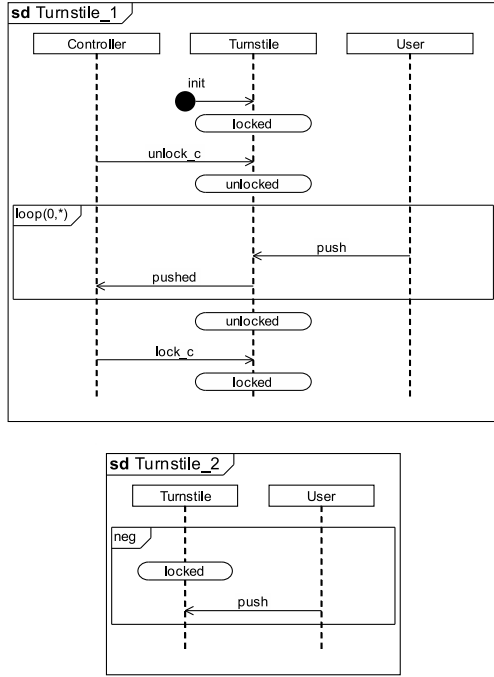 sd Turnstile_1
Controller Turnstile User
init
locked
unlock_c
unlocked
loop(0,*)
push
pushed
unlocked
lock_c
locked
sd Turnstile_2
Turnstile User
neg
locked
push